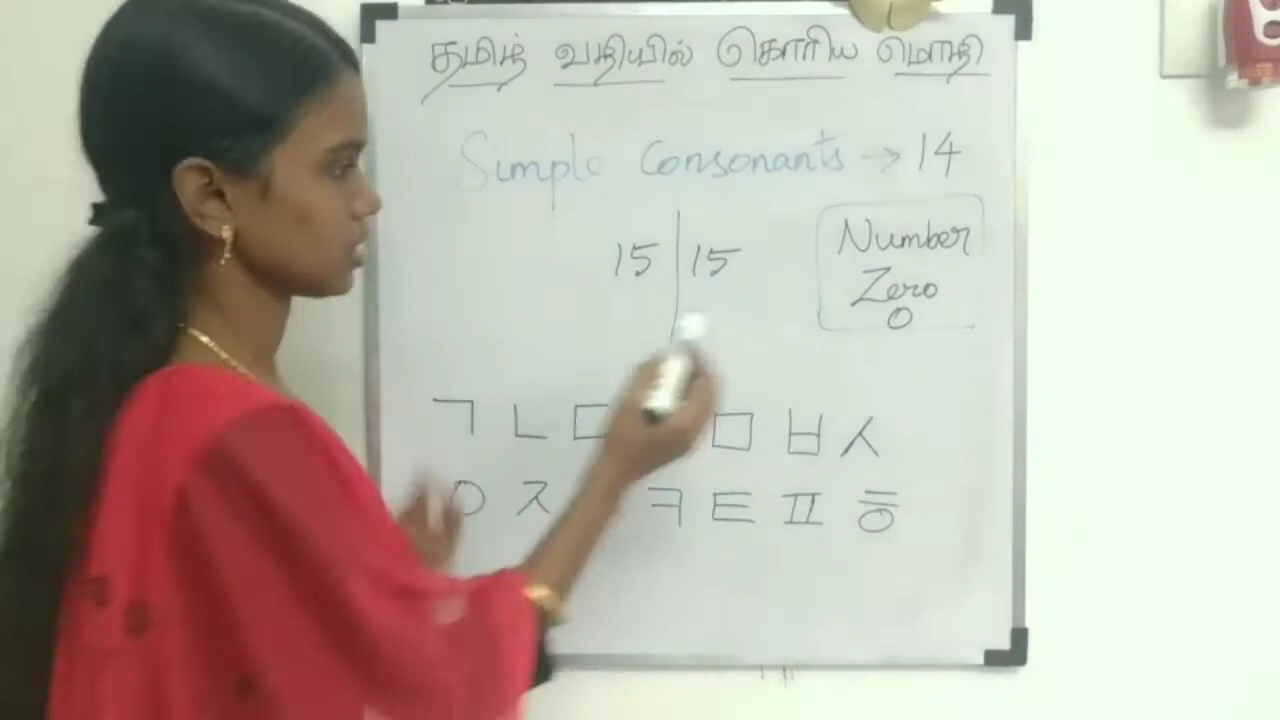 தமிழ் வழியில் கொரிய மொழி
Simple Consonants → 14
15 | 15
Number
Zero
0
ㄱ ㄴ ㄷ ㅁ ㅂ ㅅ
ㅇ ㅈ ㅋ ㅌ ㅍ ㅎ